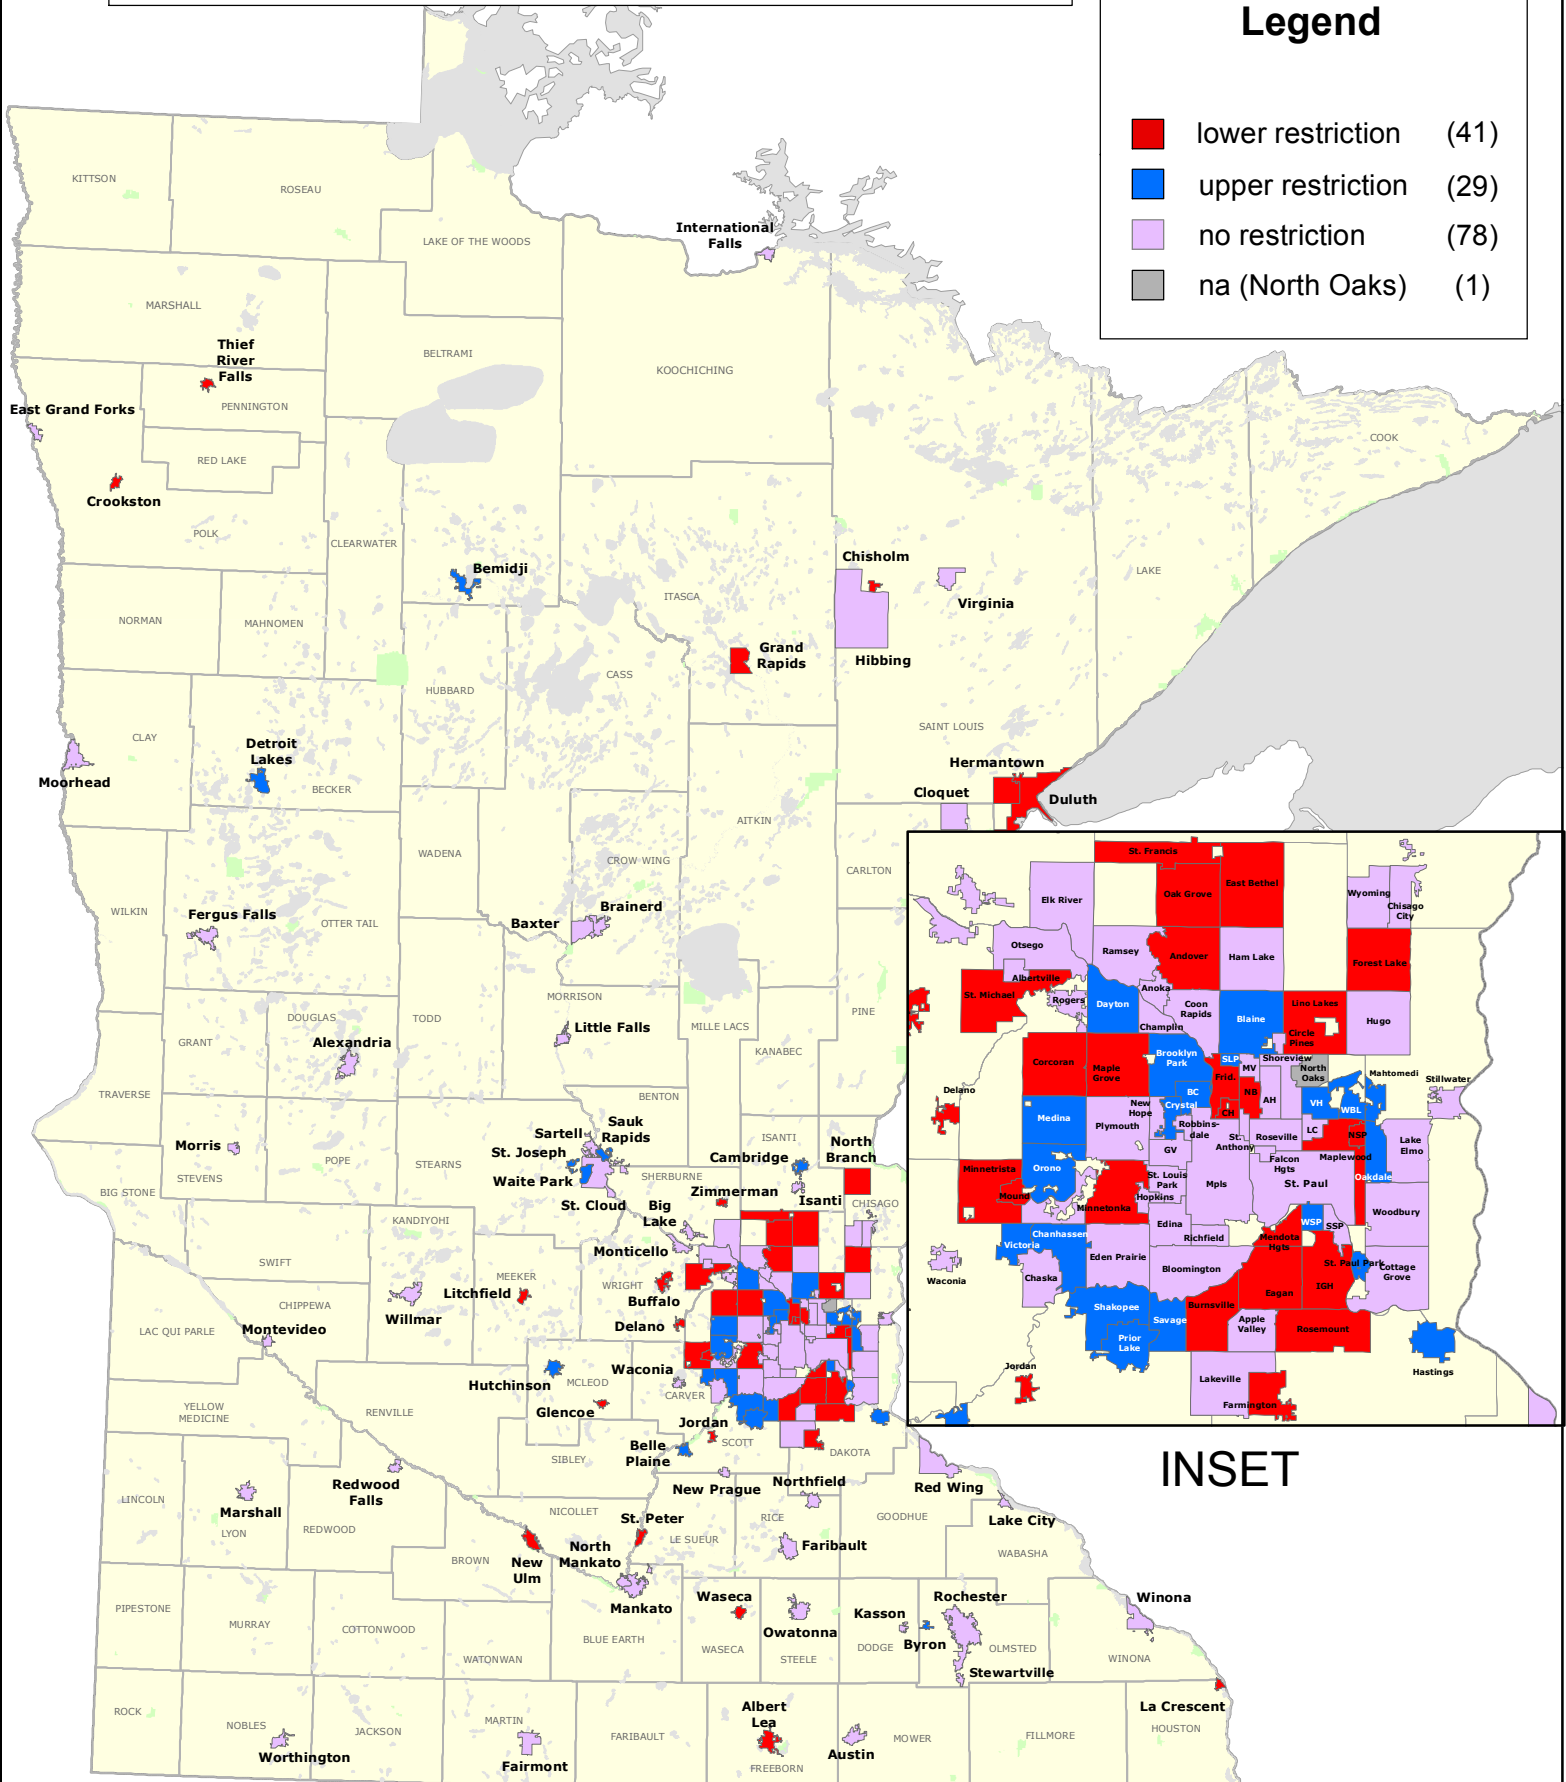 Legend
lower restriction (41)
upper restriction (29)
no restriction (78)
na (North Oaks) (1)
KITTSON
ROSEAU
LAKE OF THE WOODS
International
Falls
MARSHALL
Thief
River
Falls
BELTRAMI
KOOCHICHING
East Grand Forks
PENNINGTON
COOK
RED LAKE
Crookston
POLK
CLEARWATER
Chisholm
LAKE
Bemidji
ITASCA
Virginia
NORMAN
MAHNOMEN
Grand
Rapids
Hibbing
CASS
HUBBARD
SAINT LOUIS
CLAY
Detroit
Lakes
Moorhead
BECKER
Hermantown
Cloquet
Duluth
AITKIN
WADENA
CROW WING
CARLTON
WILKIN
Fergus Falls
OTTER TAIL
Baxter
Brainerd
MORRISON
DOUGLAS
TODD
Little Falls
MILLE LACS
PINE
GRANT
Alexandria
KANABEC
TRAVERSE
BENTON
Sauk
Rapids
Sartell
ISANTI
North
Branch
Morris
St. Joseph
Cambridge
POPE
STEARNS
STEVENS
Waite Park
SHERBURNE
BIG STONE
Zimmerman
Isanti
CHISAGO
St. Cloud
Big
Lake
KANDIYOHI
Monticello
SWIFT
MEEKER
WRIGHT
Litchfield
Buffalo
CHIPPEWA
Willmar
Delano
LAC QUI PARLE
Montevideo
Waconia
Hutchinson
MCLEOD
CARVER
YELLOW
MEDICINE
RENVILLE
Glencoe
Jordan
SCOTT
Belle
Plaine
DAKOTA
SIBLEY
New Prague
Northfield
Red Wing
LINCOLN
Marshall
Redwood
Falls
LYON
REDWOOD
NICOLLET
St. Peter
RICE
GOODHUE
Lake City
LE SUEUR
BROWN
New
Ulm
North
Mankato
Faribault
WABASHA
Mankato
Waseca
Owatonna
Kasson
Rochester
Winona
PIPESTONE
MURRAY
COTTONWOOD
WATONWAN
BLUE EARTH
WASECA
STEELE
DODGE
Byron
OLMSTED
WINONA
Stewartville
ROCK
NOBLES
JACKSON
MARTIN
FARIBAULT
Albert
Lea
MOWER
FILLMORE
La Crescent
HOUSTON
Worthington
Fairmont
FREEBORN
Austin
St. Francis
Elk River
Oak Grove
East Bethel
Wyoming
Chisago
City
Otsego
Ramsey
Andover
Ham Lake
Forest Lake
Albertville
St. Michael
Rogers
Dayton
Anoka
Coon
Rapids
Champlin
Blaine
Lino Lakes
Circle
Pines
Hugo
Corcoran
Maple
Grove
Brooklyn
Park
SLP
MV
Shoreview
North
Oaks
Mahtomedi
Stillwater
Frid.
Delano
BC
NB
AH
VH
WBL
Medina
New
Hope
Crystal
CH
Plymouth
Robbins-
dale
St.
Anthony
Roseville
LC
NSP
Lake
Elmo
GV
Maplewood
Minnetrista
Orono
St. Louis
Park
Falcon
Hgts
Oakdale
Mound
Hopkins
Mpls
St. Paul
Minnetonka
Woodbury
Victoria
Chanhassen
Edina
WSP
SSP
Richfield
Mendota
Hgts
Waconia
Eden Prairie
Bloomington
St. Paul Park
Cottage
Grove
Chaska
Eagan
IGH
Shakopee
Savage
Burnsville
Apple
Valley
Rosemount
Prior
Lake
Jordan
Lakeville
Farmington
Hastings
INSET